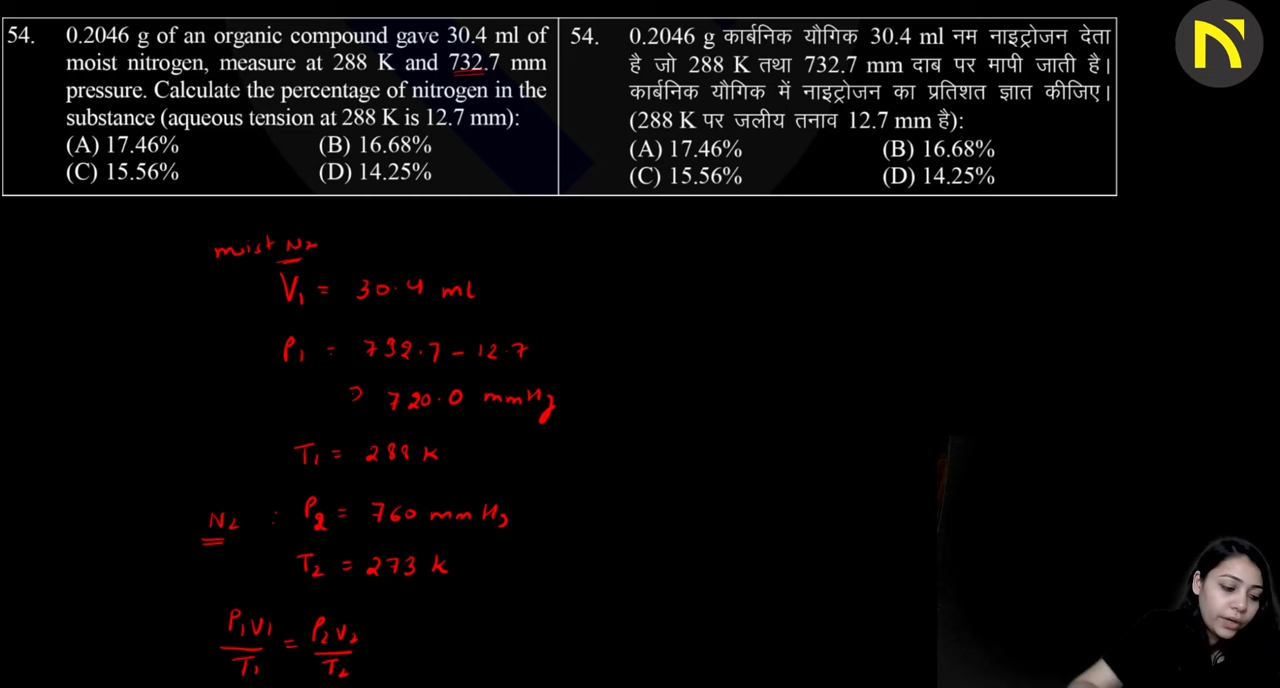 54. 0.2046 g of an organic compound gave 30.4 ml of
moist nitrogen, measure at 288 K and 732.7 mm
pressure. Calculate the percentage of nitrogen in the
substance (aqueous tension at 288 K is 12.7 mm):
(A) 17.46% (B) 16.68%
(C) 15.56% (D) 14.25%
54. 0.2046 g कार्बनिक यौगिक 30.4 ml नम नाइट्रोजन देता
है जो 288 K तथा 732.7 mm दाब पर मापी जाती है।
कार्बनिक यौगिक में नाइट्रोजन का प्रतिशत ज्ञात कीजिए।
(288 K पर जलीय तनाव 12.7 mm है):
(A) 17.46% (B) 16.68%
(C) 15.56% (D) 14.25%
moist N2
V1 = 30.4 ml
P1 = 732.7 - 12.7
⇒ 720.0 mmHg
T1 = 288 K
N2 : P2 = 760 mm Hg
T2 = 273 K
P1V1/T1 = P2V2/T2